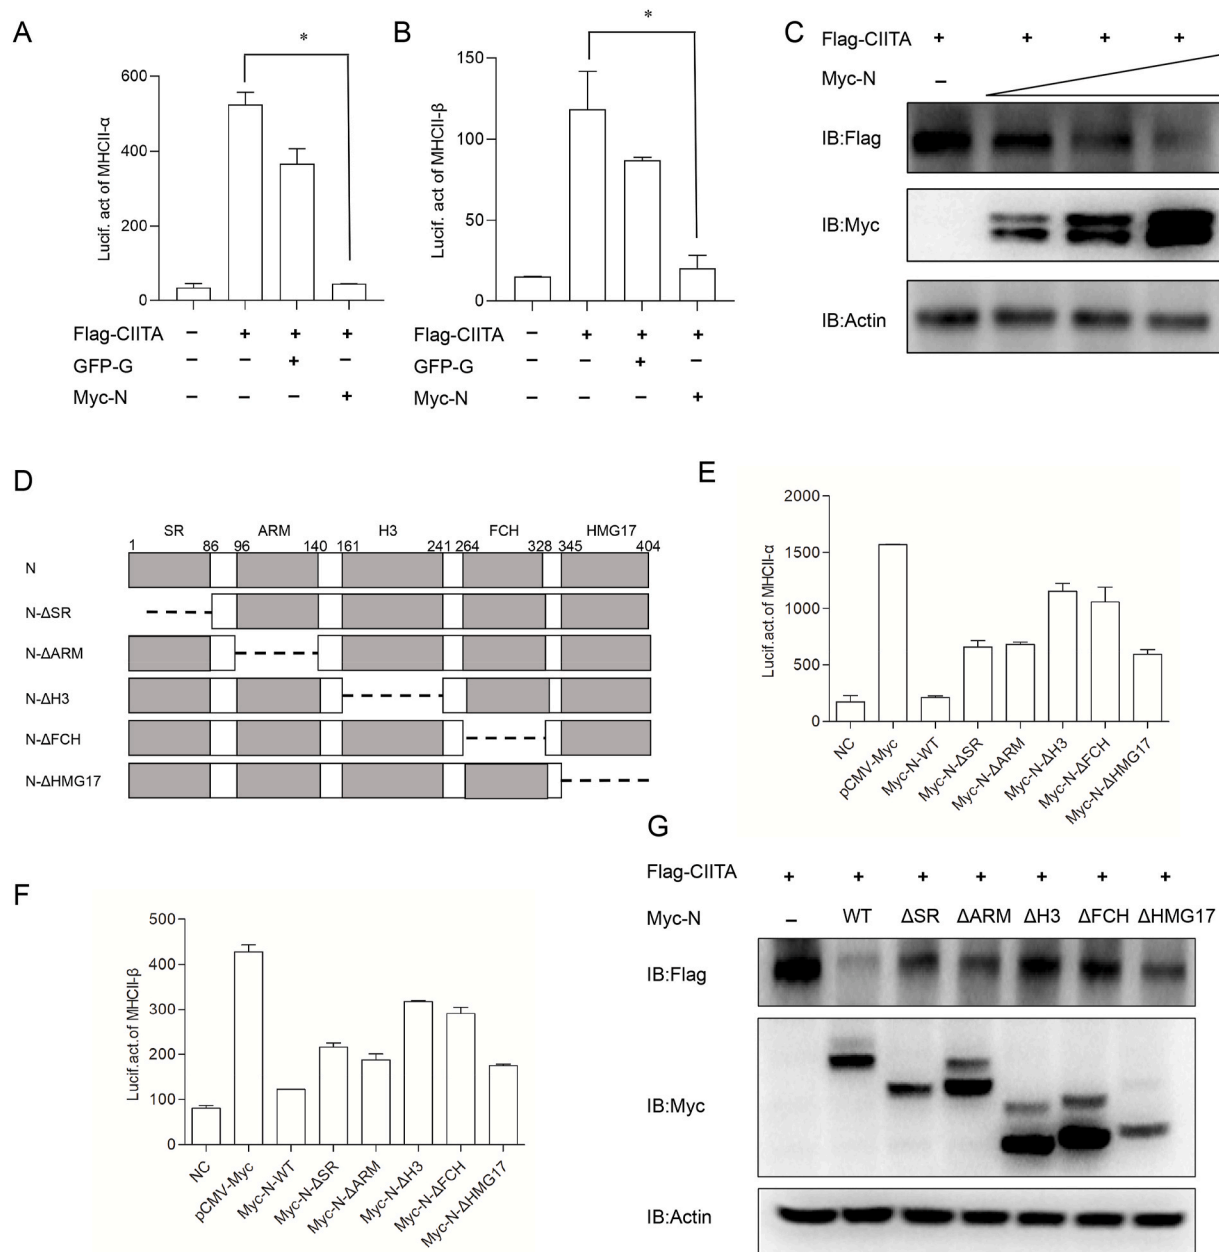 A
*
600
400
200
0
Lucif. act of MHCII-α
Flag-CIITA – + + +
GFP-G – – + –
Myc-N – – – +
B
*
150
100
50
0
Lucif. act of MHCII-β
Flag-CIITA – + + +
GFP-G – – + –
Myc-N – – – +
C
Flag-CIITA + + + +
Myc-N –
IB:Flag
IB:Myc
IB:Actin
D
SR ARM H3 FCH HMG17
1 86 96 140 161 241 264 328 345 404
N
N-ΔSR
N-ΔARM
N-ΔH3
N-ΔFCH
N-ΔHMG17
E
2000
1500
1000
500
0
Lucif.act.of MHCII-α
NC
pCMV-Myc
Myc-N-WT
Myc-N-ΔSR
Myc-N-ΔARM
Myc-N-ΔH3
Myc-N-ΔFCH
Myc-N-ΔHMG17
F
500
400
300
200
100
0
Lucif.act.of MHCII-β
NC
pCMV-Myc
Myc-N-WT
Myc-N-ΔSR
Myc-N-ΔARM
Myc-N-ΔH3
Myc-N-ΔFCH
Myc-N-ΔHMG17
G
Flag-CIITA + + + + + + +
Myc-N – WT ΔSR ΔARM ΔH3 ΔFCH ΔHMG17
IB:Flag
IB:Myc
IB:Actin